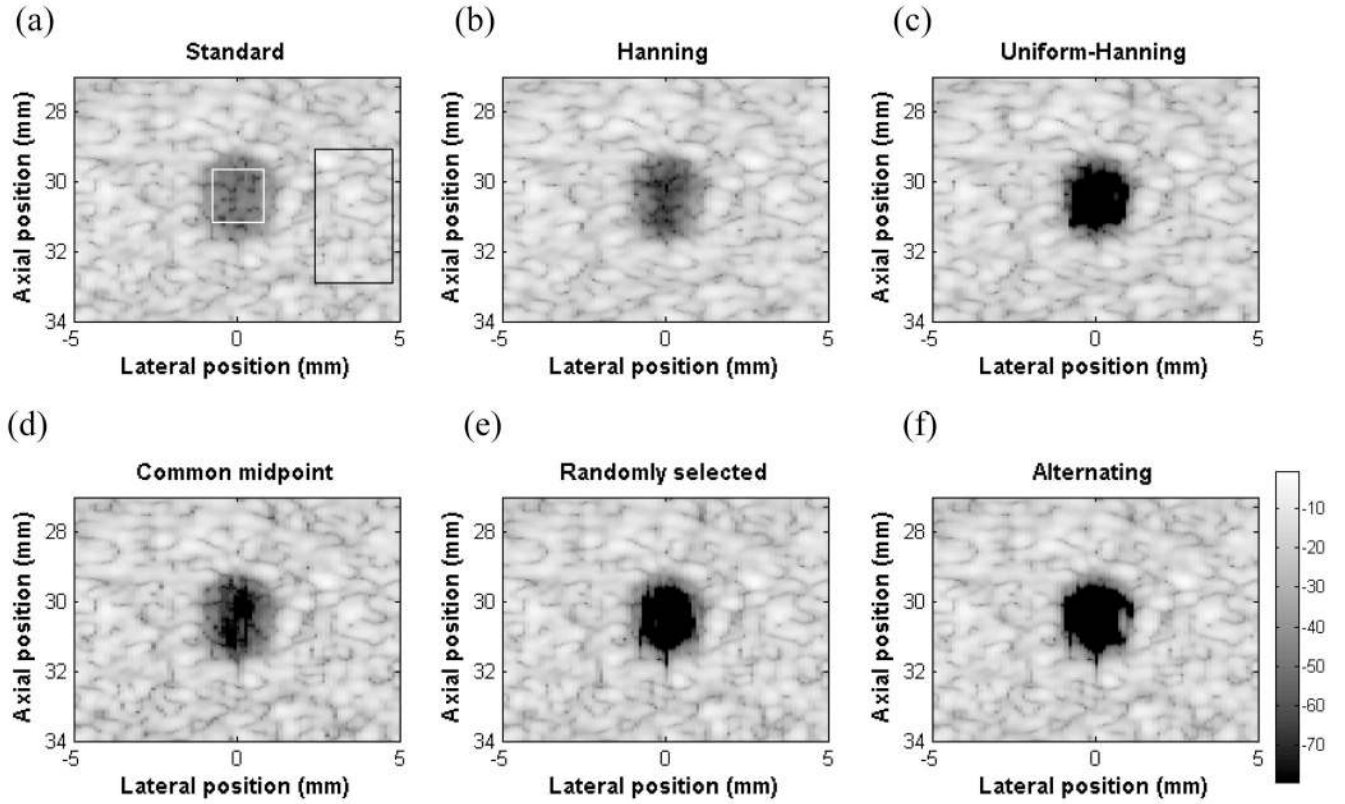 (a)
Standard
Axial position (mm)
28
30
32
34
-5
0
5
Lateral position (mm)
(b)
Hanning
Axial position (mm)
28
30
32
34
-5
0
5
Lateral position (mm)
(c)
Uniform-Hanning
Axial position (mm)
28
30
32
34
-5
0
5
Lateral position (mm)
(d)
Common midpoint
Axial position (mm)
28
30
32
34
-5
0
5
Lateral position (mm)
(e)
Randomly selected
Axial position (mm)
28
30
32
34
-5
0
5
Lateral position (mm)
(f)
Alternating
Axial position (mm)
28
30
32
34
-5
0
5
Lateral position (mm)
-10
-20
-30
-40
-50
-60
-70